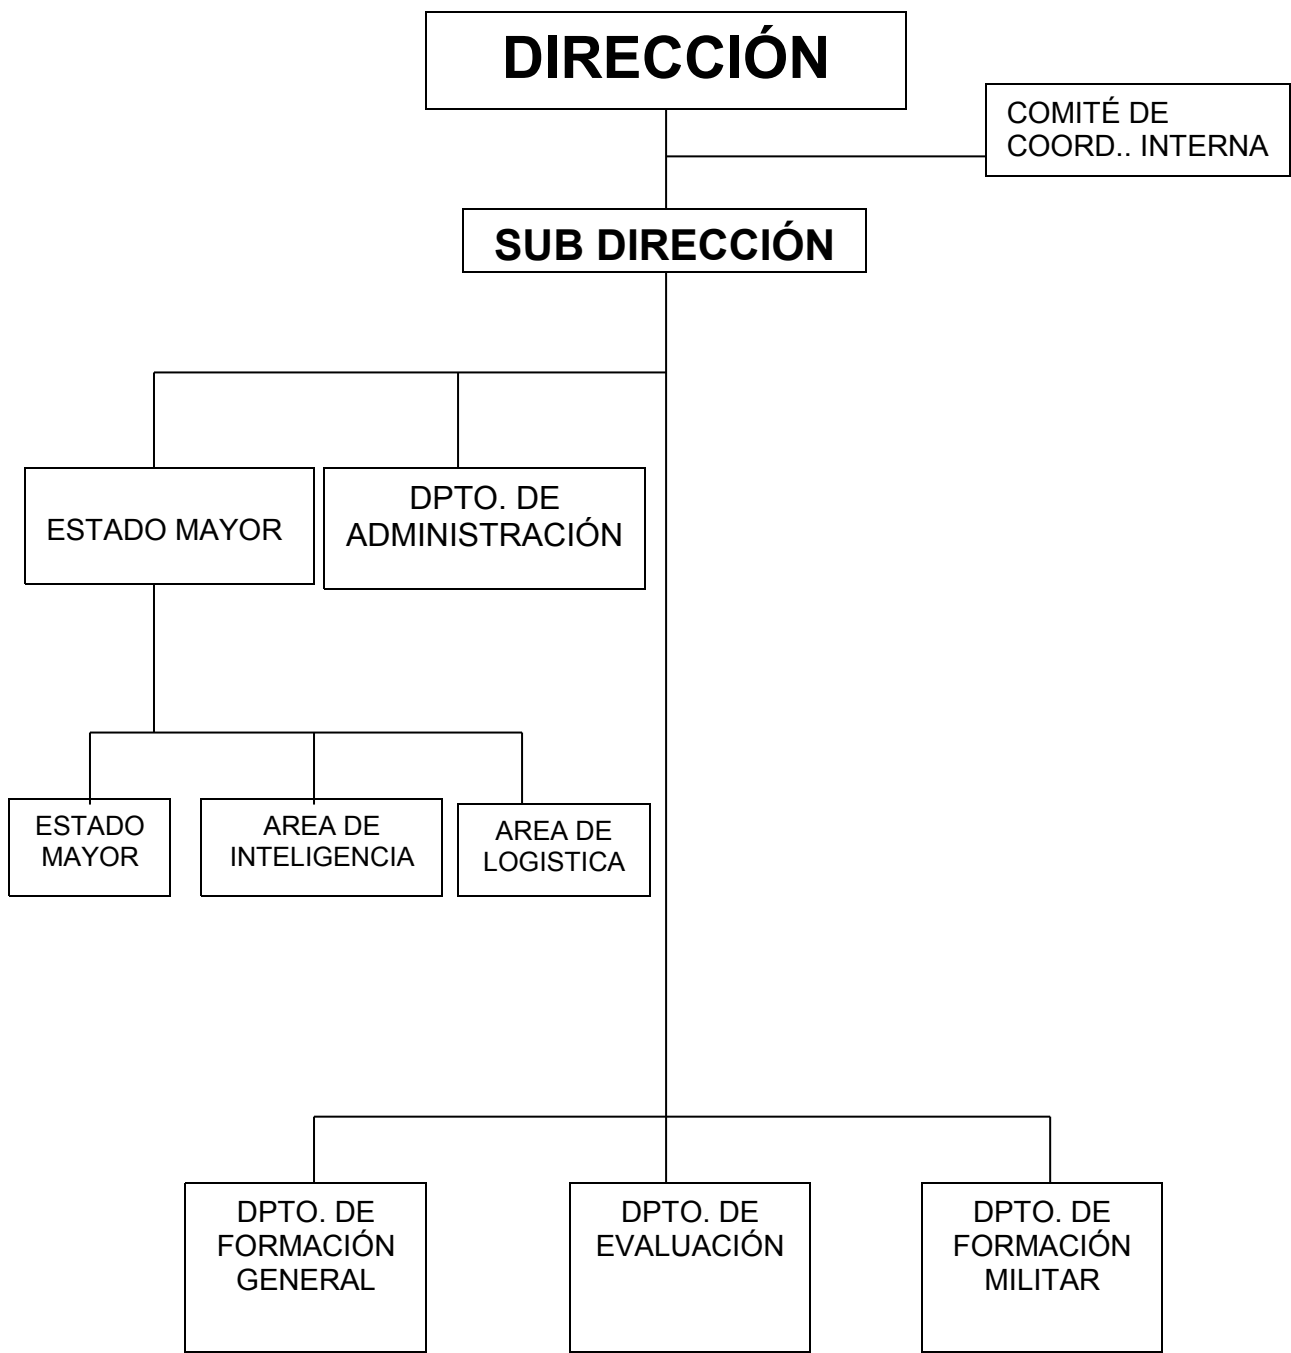 DIRECCIÓN
COMITÉ DE
COORD.. INTERNA
SUB DIRECCIÓN
ESTADO MAYOR
DPTO. DE
ADMINISTRACIÓN
ESTADO
MAYOR
AREA DE
INTELIGENCIA
AREA DE
LOGISTICA
DPTO. DE
FORMACIÓN
GENERAL
DPTO. DE
EVALUACIÓN
DPTO. DE
FORMACIÓN
MILITAR